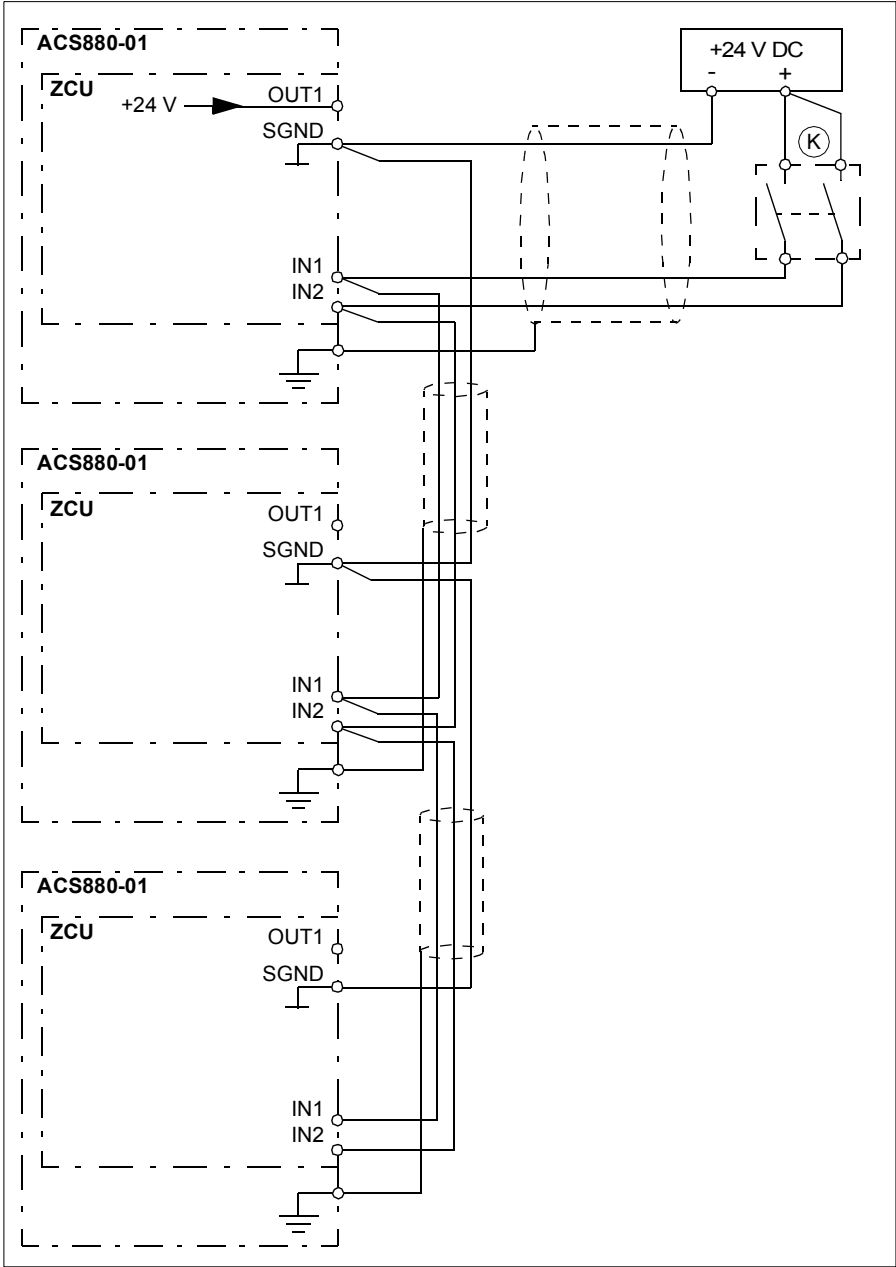 ACS880-01
ZCU
+24 V
OUT1
SGND
IN1
IN2
+24 V DC
- +
K
ACS880-01
ZCU
OUT1
SGND
IN1
IN2
ACS880-01
ZCU
OUT1
SGND
IN1
IN2